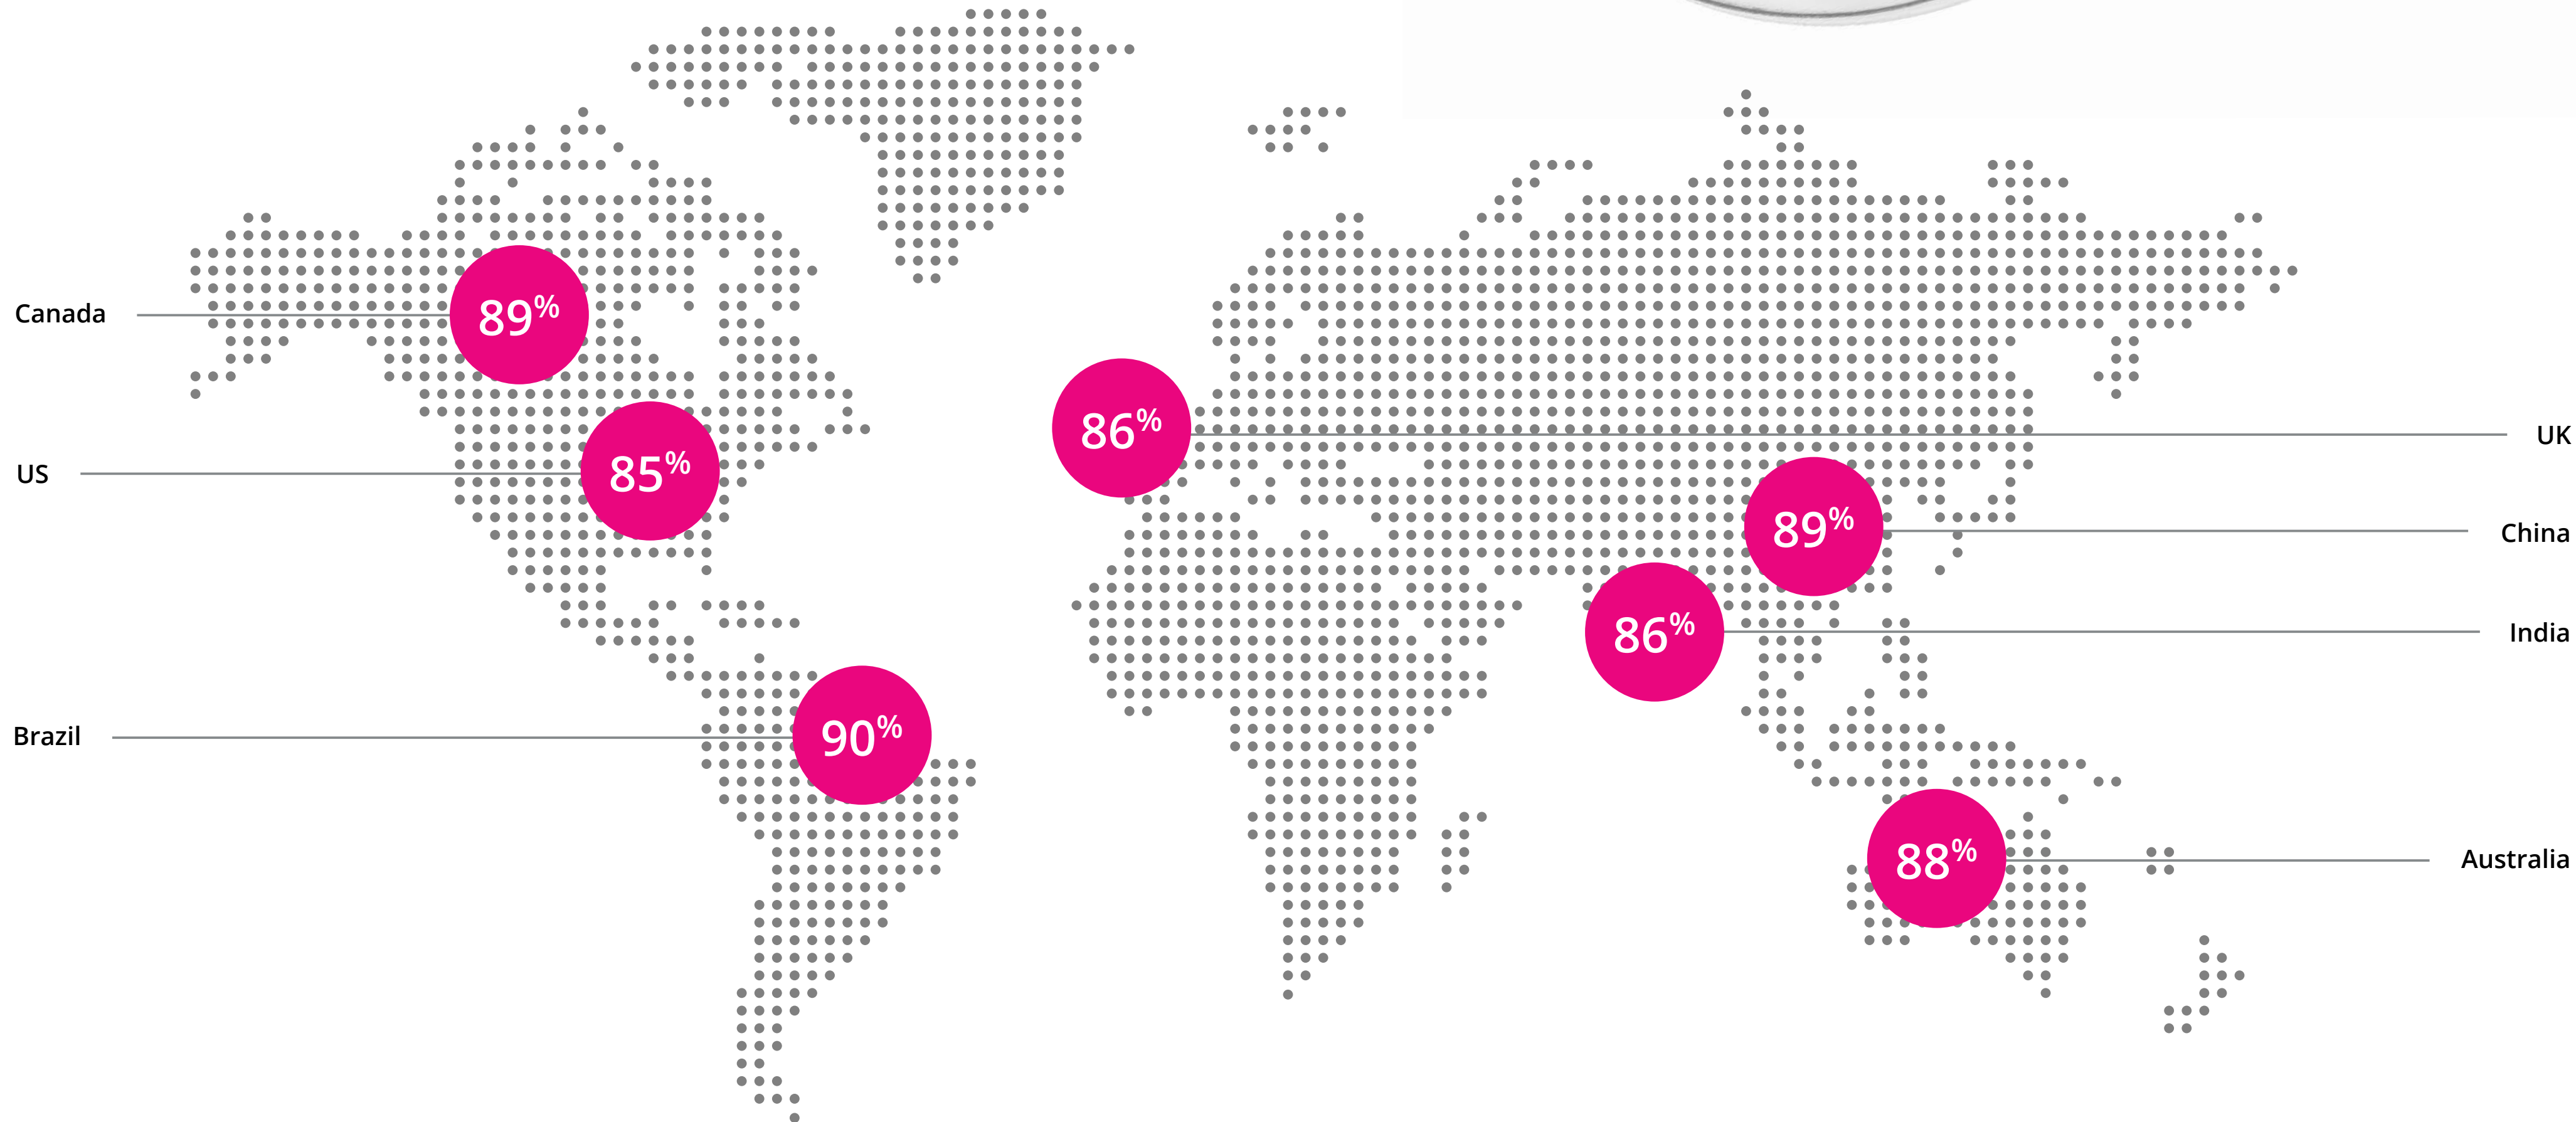 Canada 89%
86% UK
US 85%
89% China
86% India
Brazil 90%
88% Australia